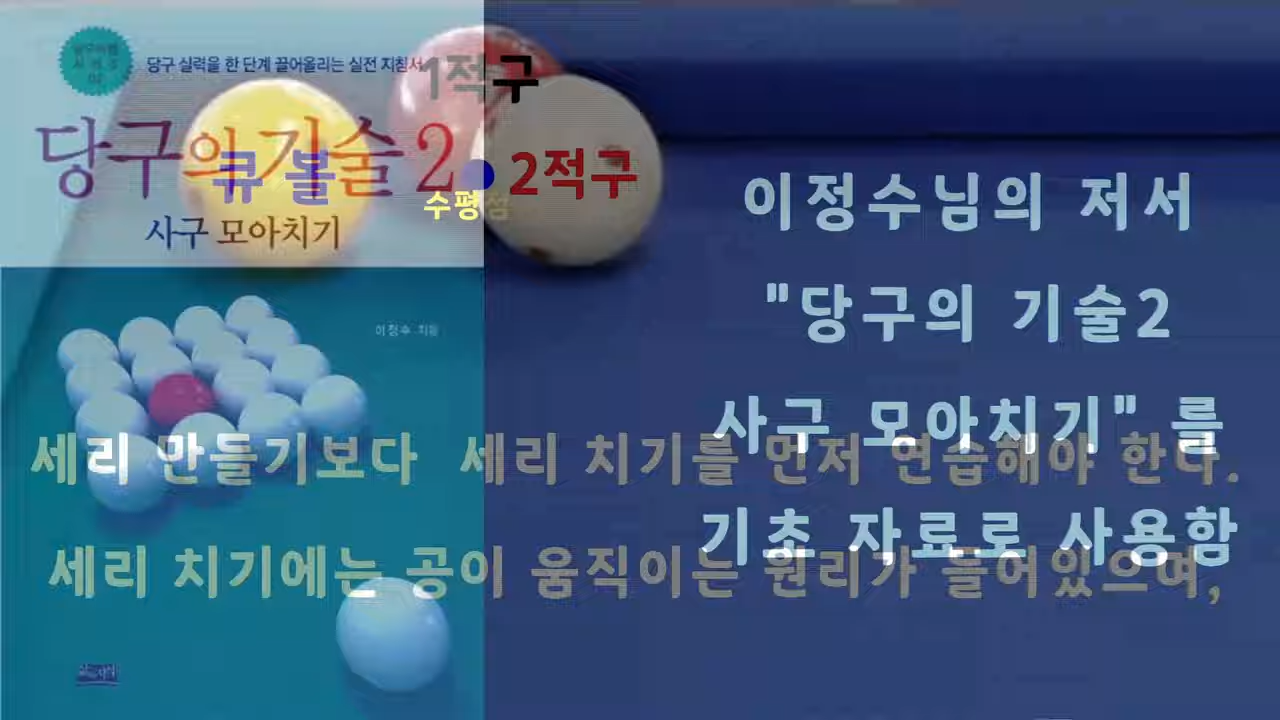 당구 실력을 한 단계 끌어올리는 실전 지침서
1적구
당구의 기술 2
큐 볼
2적구
수평점
사구 모아치기
이정수 지음
이정수님의 저서
"당구의 기술2
사구 모아치기" 를
기초 자료로 사용함
세리 만들기보다 세리 치기를 먼저 연습해야 한다.
세리 치기에는 공이 움직이는 원리가 들어있으며,